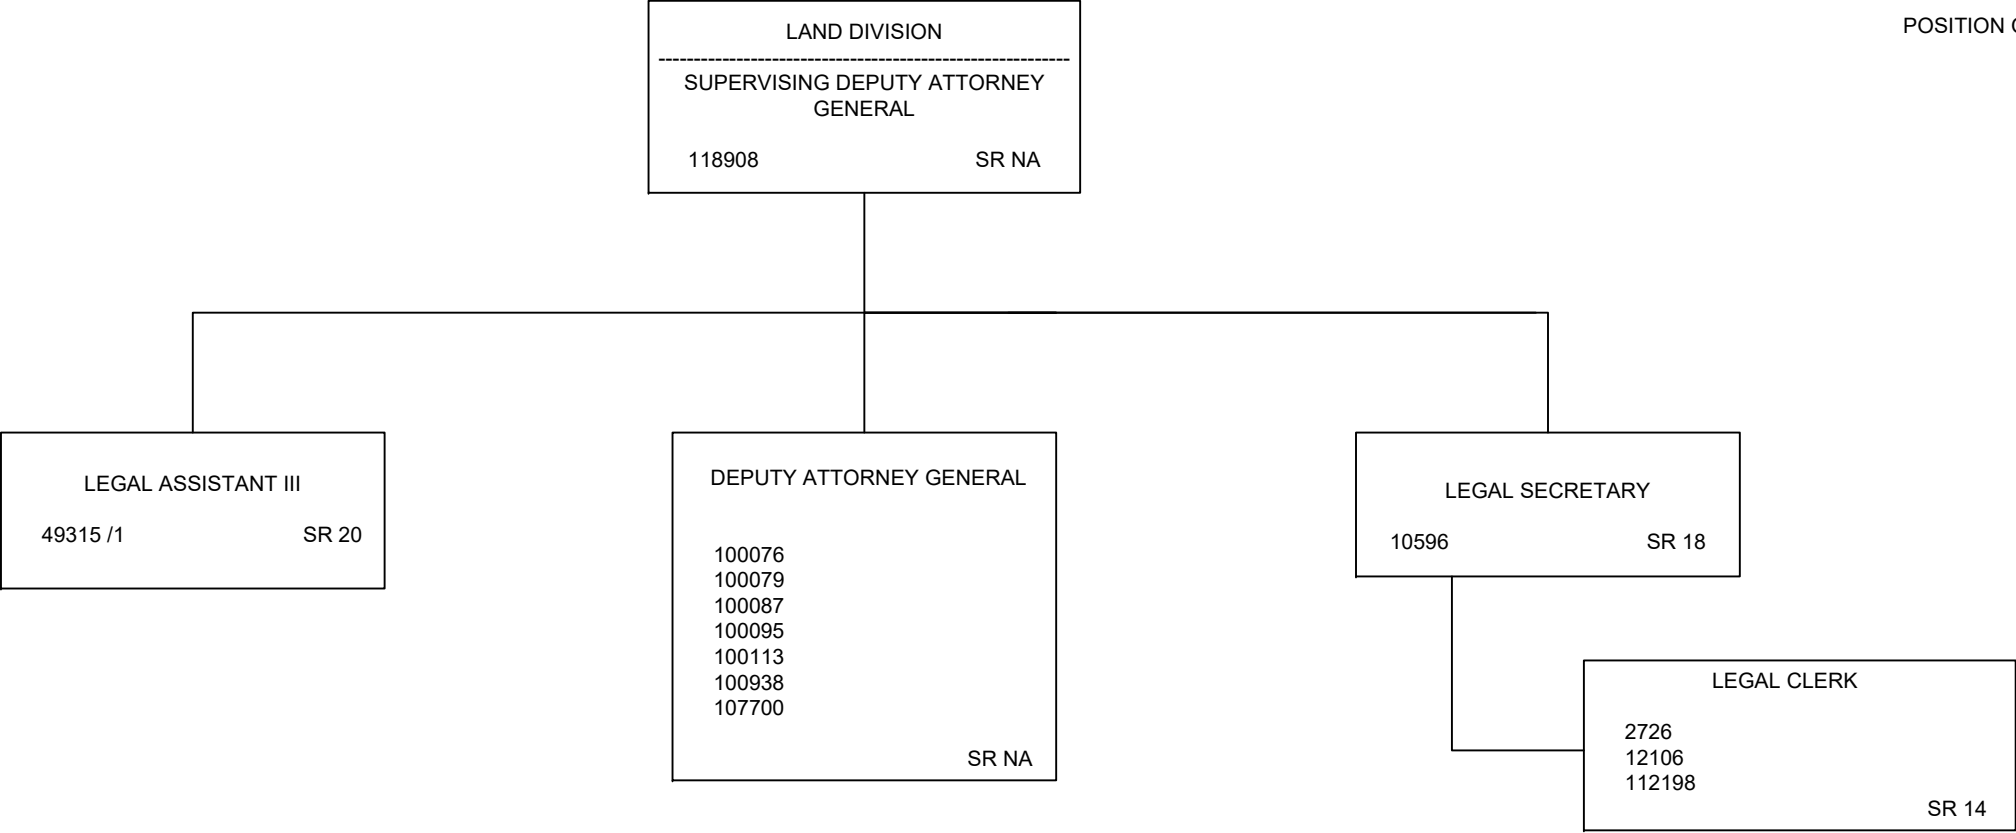 POSITION
LAND DIVISION
----------------------------------------------------------
SUPERVISING DEPUTY ATTORNEY
GENERAL
118908 SR NA
LEGAL ASSISTANT III
49315 /1 SR 20
DEPUTY ATTORNEY GENERAL
100076
100079
100087
100095
100113
100938
107700
SR NA
LEGAL SECRETARY
10596 SR 18
LEGAL CLERK
2726
12106
112198
SR 14